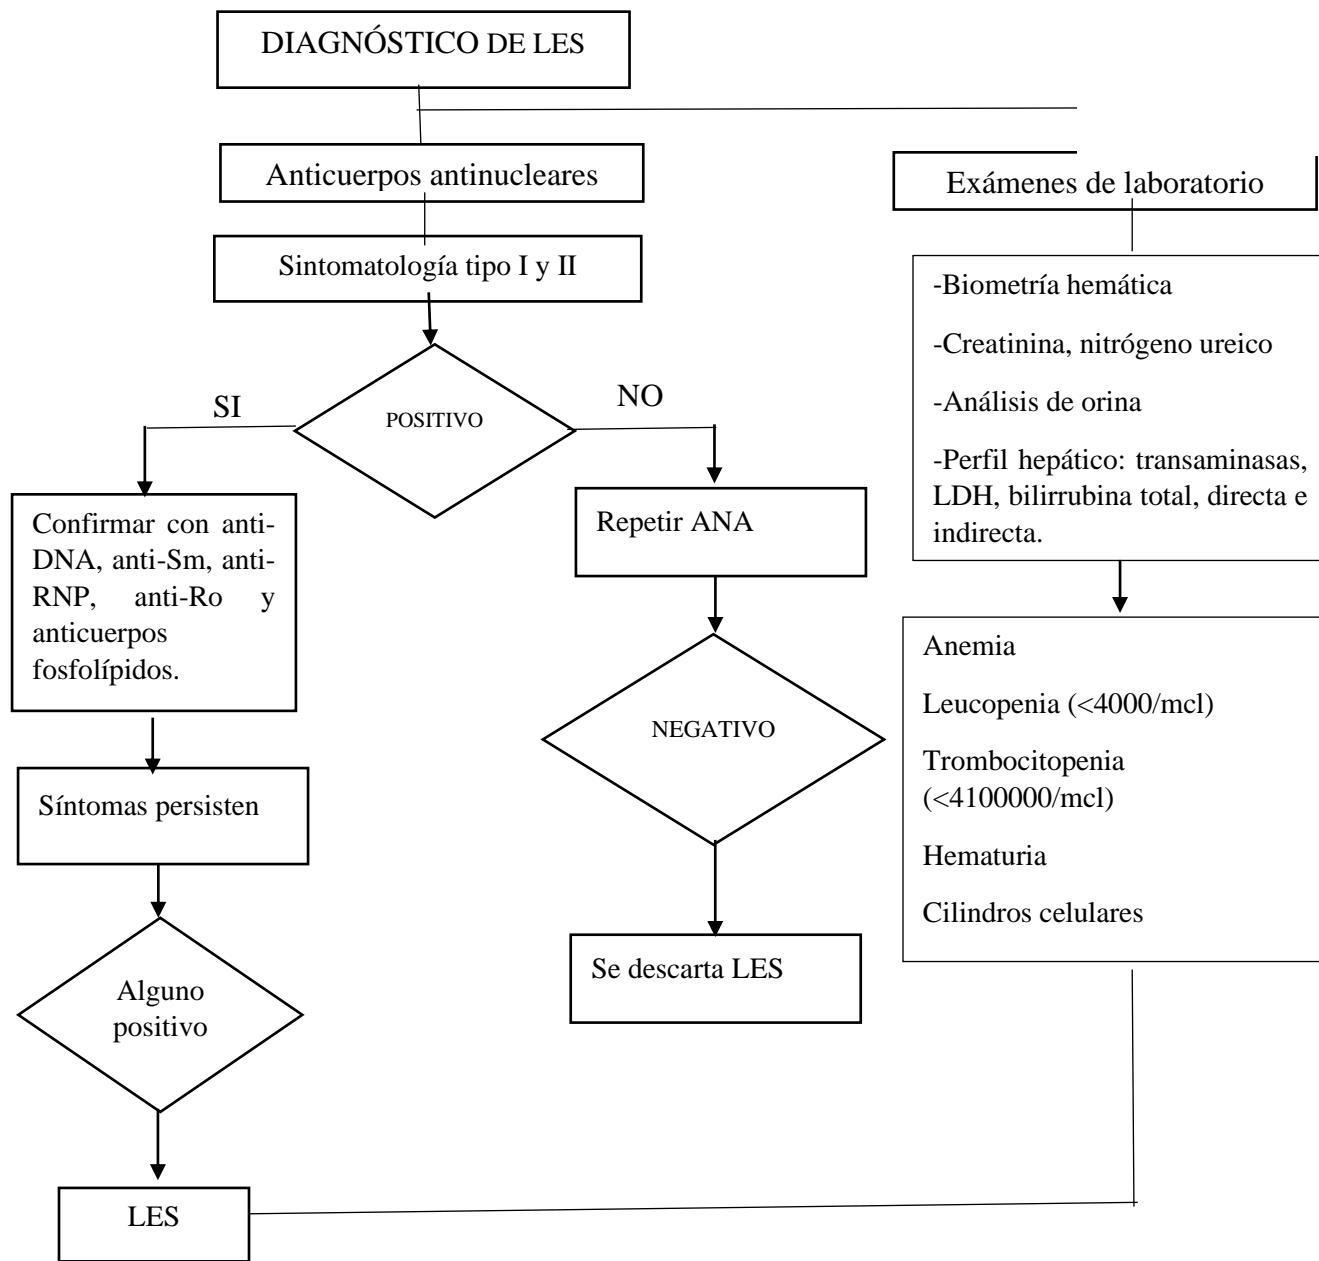 DIAGNÓSTICO DE LES
Anticuerpos antinucleares
Exámenes de laboratorio
Sintomatología tipo I y II
-Biometría hemática
-Creatinina, nitrógeno ureico
-Análisis de orina
-Perfil hepático: transaminasas,
LDH, bilirrubina total, directa e
indirecta.
SI
POSITIVO
NO
Confirmar con anti-
DNA, anti-Sm, anti-
RNP, anti-Ro y
anticuerpos
fosfolípidos.
Repetir ANA
Anemia
Leucopenia (<4000/mcl)
Trombocitopenia
(<4100000/mcl)
Hematuria
Cilindros celulares
NEGATIVO
Síntomas persisten
Se descarta LES
Alguno
positivo
LES